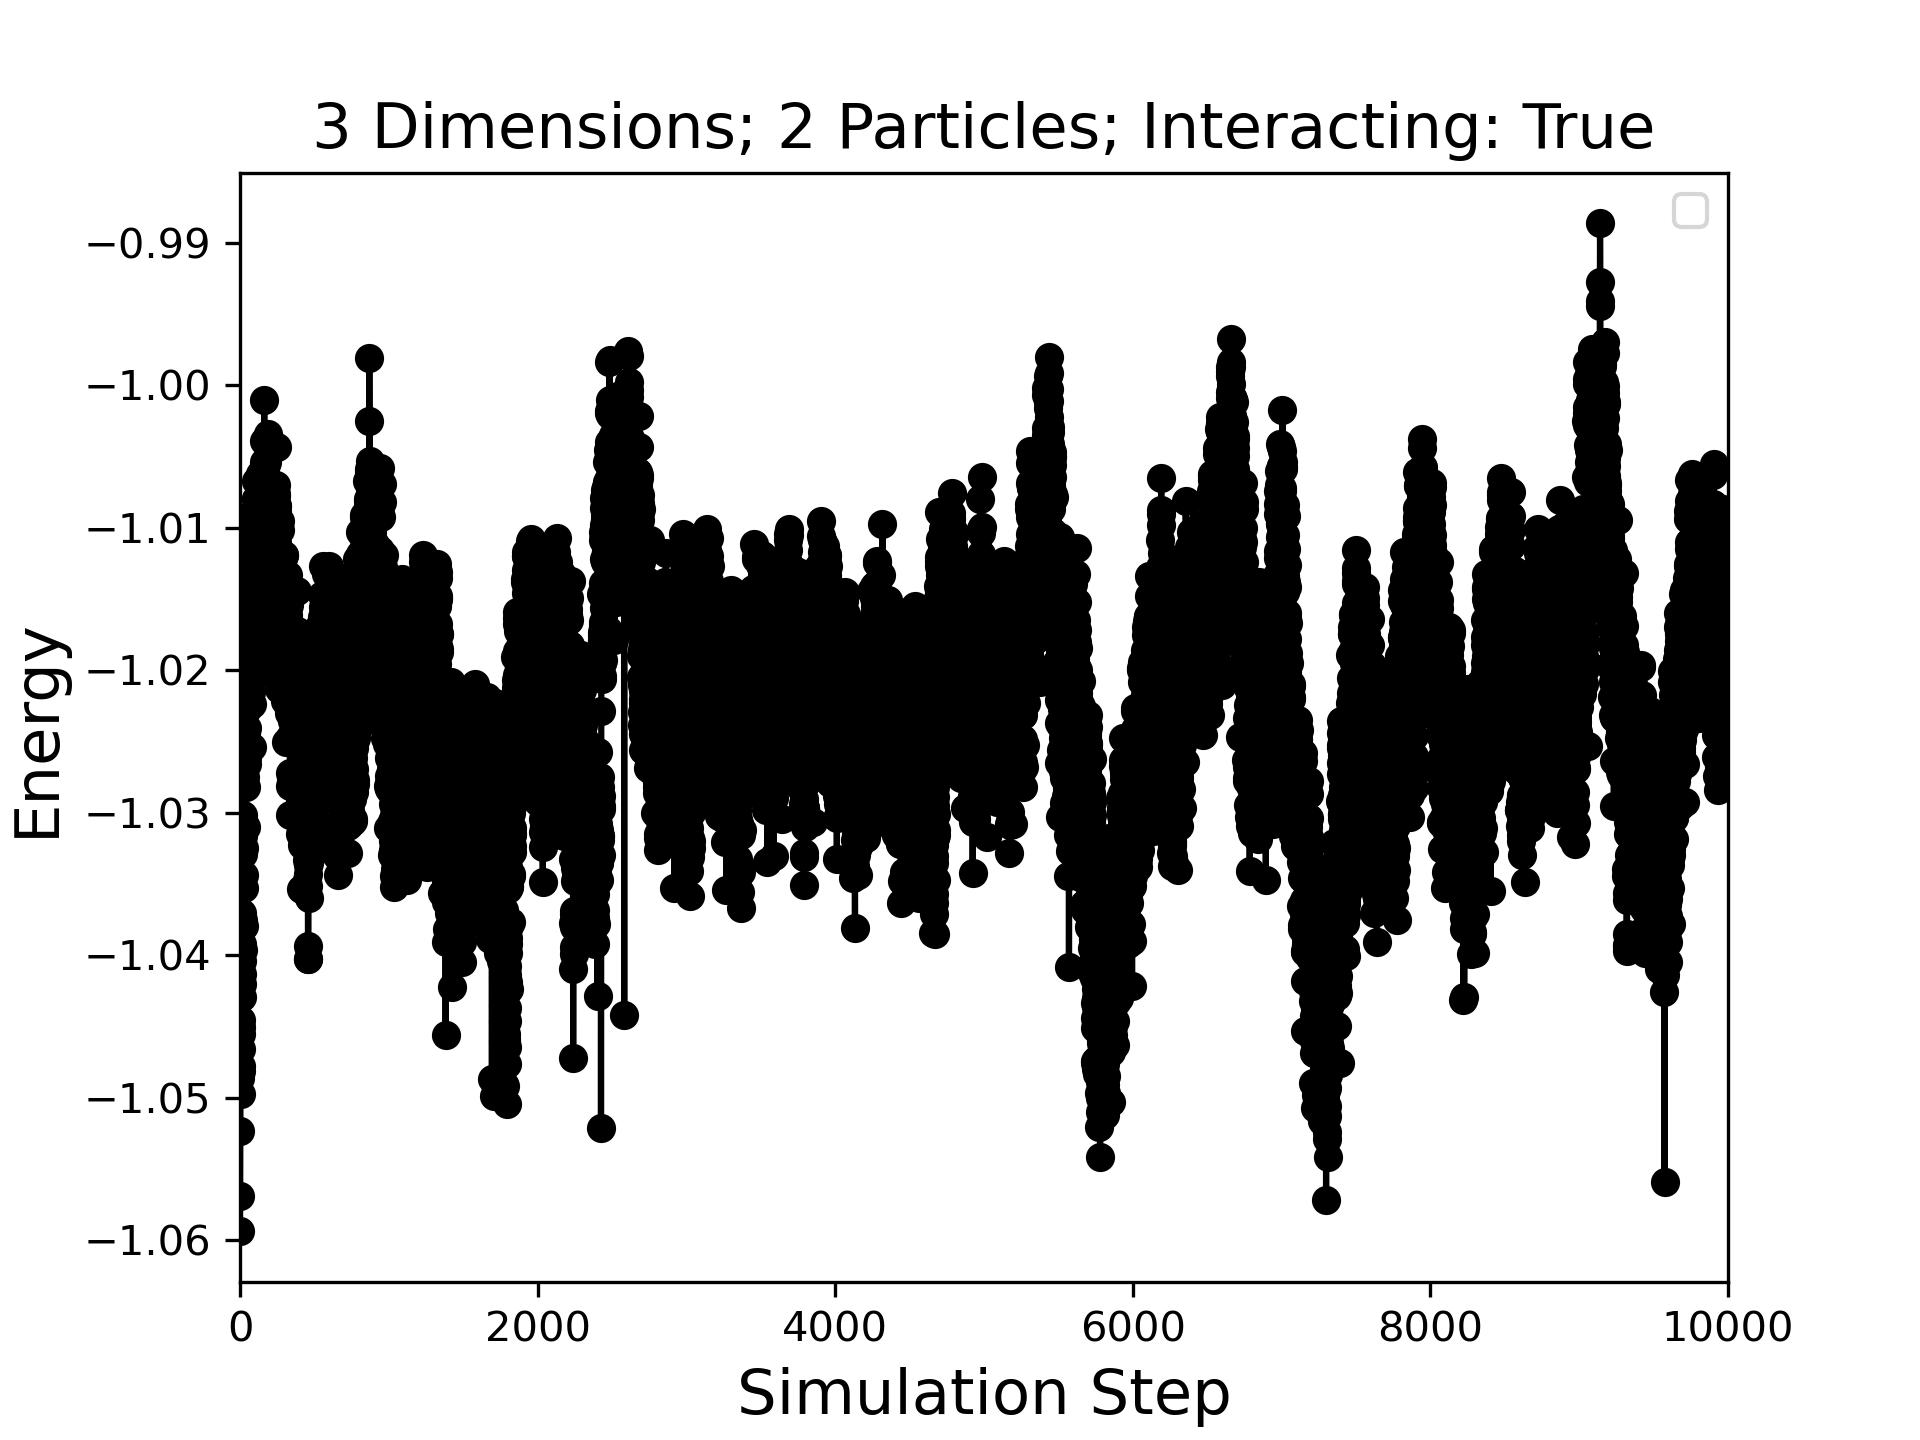 3 Dimensions; 2 Particles; Interacting: True
−0.99
−1.00
−1.01
−1.02
−1.03
−1.04
−1.05
−1.06
Energy
0 2000 4000 6000 8000 10000
Simulation Step